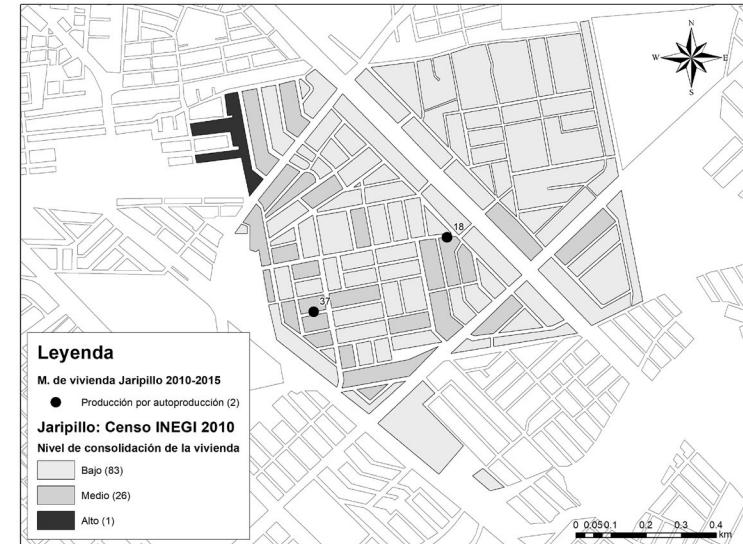 N
W E
S
18
37
Leyenda
M. de vivienda Jaripillo 2010-2015
Producción por autoproducción (2)
Jaripillo: Censo INEGI 2010
Nivel de consolidación de la vivienda
Bajo (83)
Medio (26)
Alto (1)
0 0.050.1 0.2 0.3 0.4
km